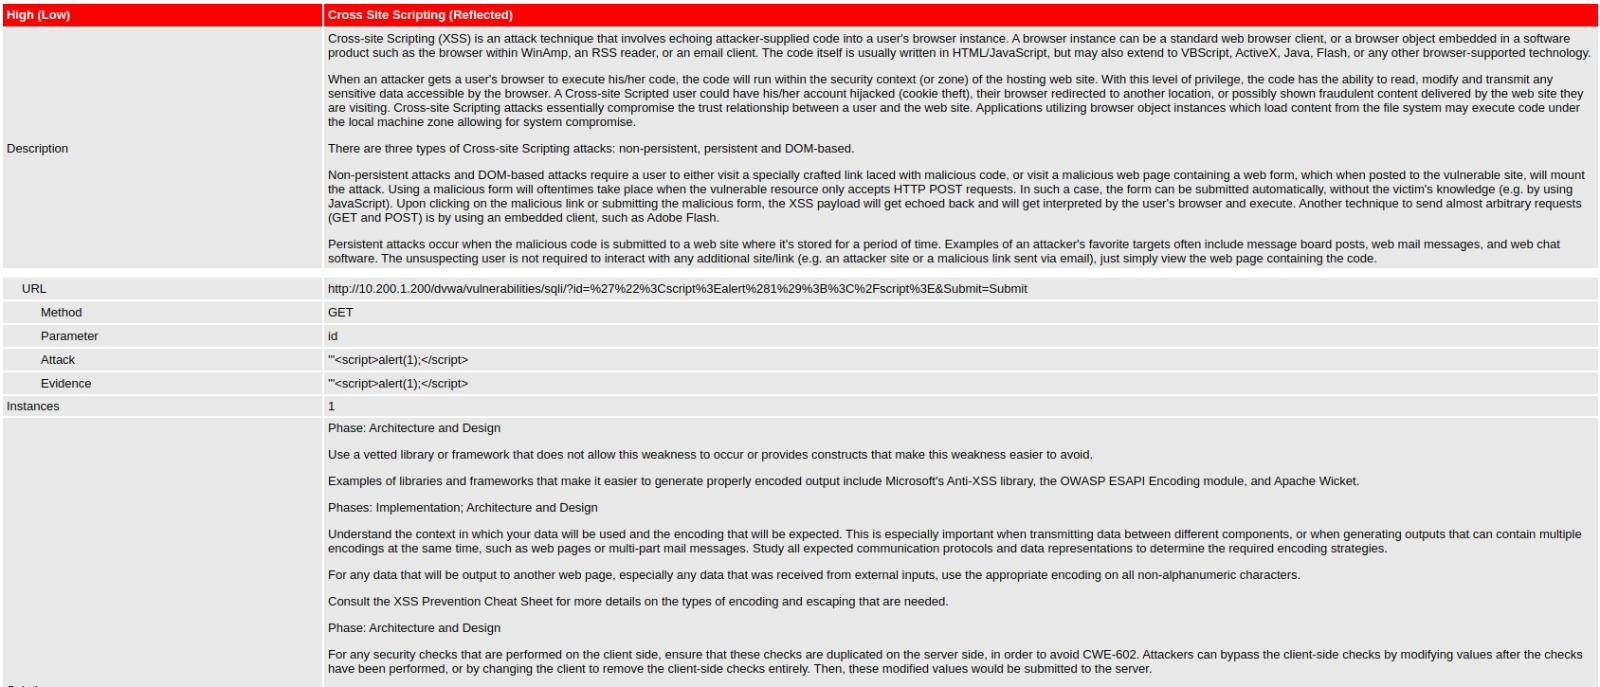 High (Low)
Cross Site Scripting (Reflected)
Description
Cross-site Scripting (XSS) is an attack technique that involves echoing attacker-supplied code into a user's browser instance. A browser instance can be a standard web browser client, or a browser object embedded in a software
product such as the browser within WinAmp, an RSS reader, or an email client. The code itself is usually written in HTML/JavaScript, but may also extend to VBScript, ActiveX, Java, Flash, or any other browser-supported technology.
When an attacker gets a user's browser to execute his/her code, the code will run within the security context (or zone) of the hosting web site. With this level of privilege, the code has the ability to read, modify and transmit any
sensitive data accessible by the browser. A Cross-site Scripted user could have his/her account hijacked (cookie theft), their browser redirected to another location, or possibly shown fraudulent content delivered by the web site they
are visiting. Cross-site Scripting attacks essentially compromise the trust relationship between a user and the web site. Applications utilizing browser object instances which load content from the file system may execute code under
the local machine zone allowing for system compromise.
There are three types of Cross-site Scripting attacks: non-persistent, persistent and DOM-based.
Non-persistent attacks and DOM-based attacks require a user to either visit a specially crafted link laced with malicious code, or visit a malicious web page containing a web form, which when posted to the vulnerable site, will mount
the attack. Using a malicious form will oftentimes take place when the vulnerable resource only accepts HTTP POST requests. In such a case, the form can be submitted automatically, without the victim's knowledge (e.g. by using
JavaScript). Upon clicking on the malicious link or submitting the malicious form, the XSS payload will get echoed back and will get interpreted by the user's browser and execute. Another technique to send almost arbitrary requests
(GET and POST) is by using an embedded client, such as Adobe Flash.
Persistent attacks occur when the malicious code is submitted to a web site where it's stored for a period of time. Examples of an attacker's favorite targets often include message board posts, web mail messages, and web chat
software. The unsuspecting user is not required to interact with any additional site/link (e.g. an attacker site or a malicious link sent via email), just simply view the web page containing the code.
URL
http://10.200.1.200/dvwa/vulnerabilities/sqli/?id=%27%22%3Cscript%3Ealert%281%29%3B%3C%2Fscript%3E&Submit=Submit
Method
GET
Parameter
id
Attack
'"<script>alert(1);</script>
Evidence
'"<script>alert(1);</script>
Instances
1
Phase: Architecture and Design
Use a vetted library or framework that does not allow this weakness to occur or provides constructs that make this weakness easier to avoid.
Examples of libraries and frameworks that make it easier to generate properly encoded output include Microsoft's Anti-XSS library, the OWASP ESAPI Encoding module, and Apache Wicket.
Phases: Implementation; Architecture and Design
Understand the context in which your data will be used and the encoding that will be expected. This is especially important when transmitting data between different components, or when generating outputs that can contain multiple
encodings at the same time, such as web pages or multi-part mail messages. Study all expected communication protocols and data representations to determine the required encoding strategies.
For any data that will be output to another web page, especially any data that was received from external inputs, use the appropriate encoding on all non-alphanumeric characters.
Consult the XSS Prevention Cheat Sheet for more details on the types of encoding and escaping that are needed.
Phase: Architecture and Design
For any security checks that are performed on the client side, ensure that these checks are duplicated on the server side, in order to avoid CWE-602. Attackers can bypass the client-side checks by modifying values after the checks
have been performed, or by changing the client to remove the client-side checks entirely. Then, these modified values would be submitted to the server.